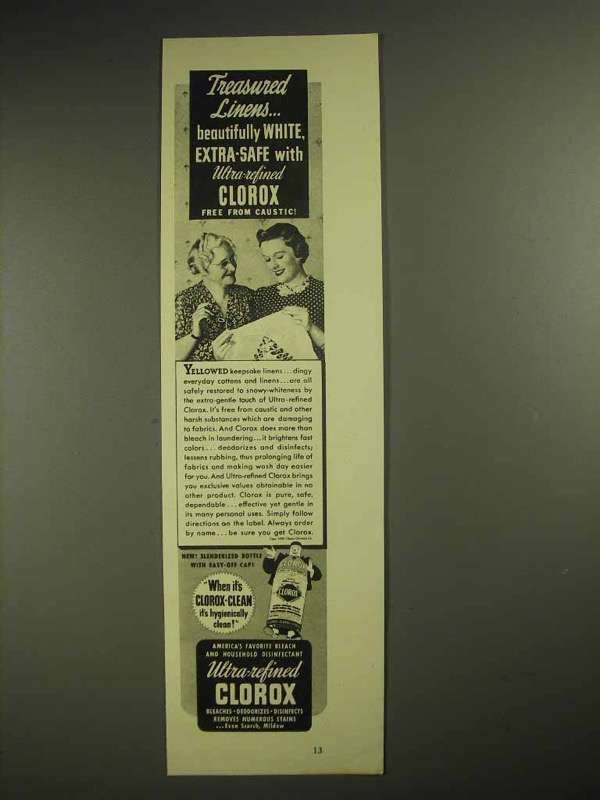 Treasured
Linens...
beautifully WHITE,
EXTRA-SAFE with
Ultra-refined
CLOROX
FREE FROM CAUSTIC!
YELLOWED keepsake linens...dingy
everyday cottons and linens...are all
safely restored to snowy-whiteness by
the extra-gentle touch of Ultra-refined
Clorox. It's free from caustic and other
harsh substances which are damaging
to fabrics. And Clorox does more than
bleach in laundering...it brightens fast
colors...deodorizes and disinfects;
lessens rubbing, thus prolonging life of
fabrics and making wash day easier
for you. And Ultra-refined Clorox brings
you exclusive values obtainable in no
other product. Clorox is pure, safe,
dependable...effective yet gentle in
its many personal uses. Simply follow
directions on the label. Always order
by name...be sure you get Clorox.
NEW! SLENDERIZED BOTTLE
WITH EASY-OFF CAP!
"When it's
CLOROX-CLEAN
it's hygienically
clean!"
CLOROX
AMERICA'S FAVORITE BLEACH
AND HOUSEHOLD DISINFECTANT
Ultra-refined
CLOROX
BLEACHES · DEODORIZES · DISINFECTS
REMOVES NUMEROUS STAINS
...Even Scorch, Mildew
13